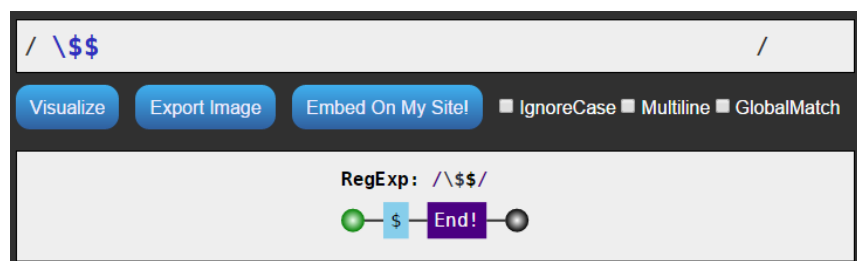 / \$$ /
Visualize Export Image Embed On My Site! IgnoreCase Multiline GlobalMatch
RegExp: /\$$/
$ End!